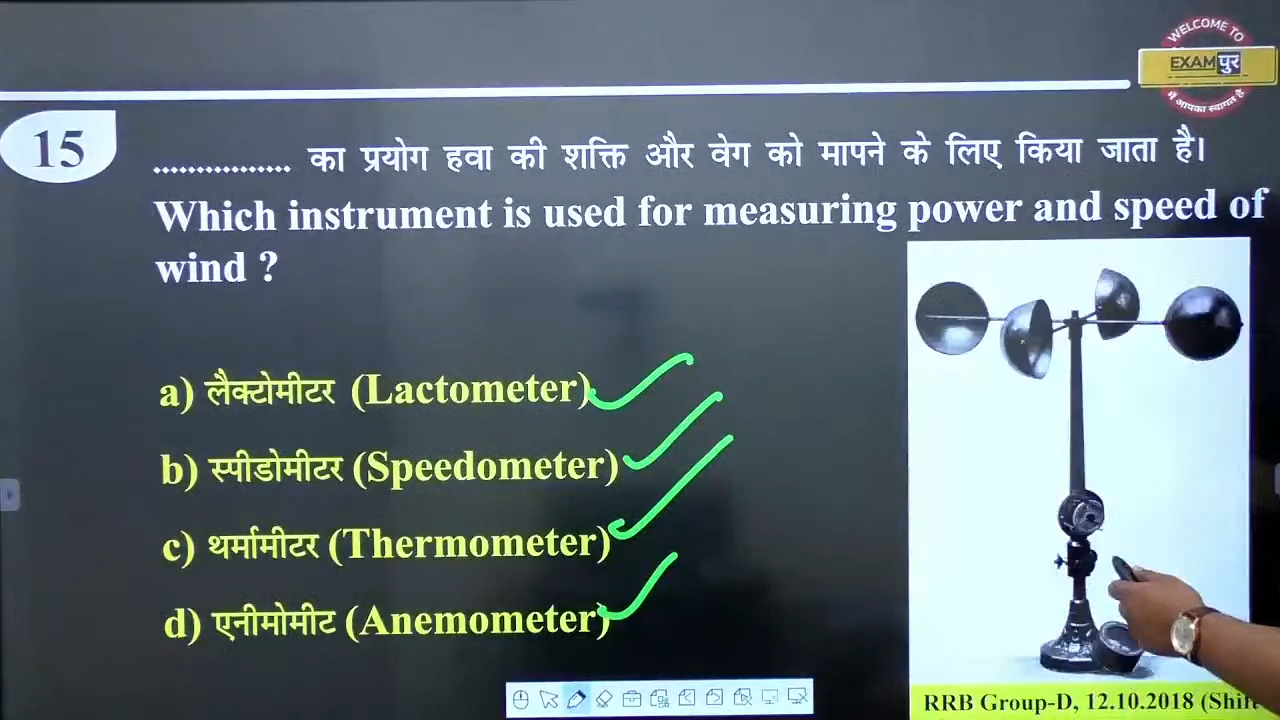 WELCOME TO
EXAMपुर
में आपका स्वागत है
15
................. का प्रयोग हवा की शक्ति और वेग को मापने के लिए किया जाता है।
Which instrument is used for measuring power and speed of
wind ?
a) लैक्टोमीटर (Lactometer)
b) स्पीडोमीटर (Speedometer)
c) थर्मामीटर (Thermometer)
d) एनीमोमीट (Anemometer)
RRB Group-D, 12.10.2018 (Shift